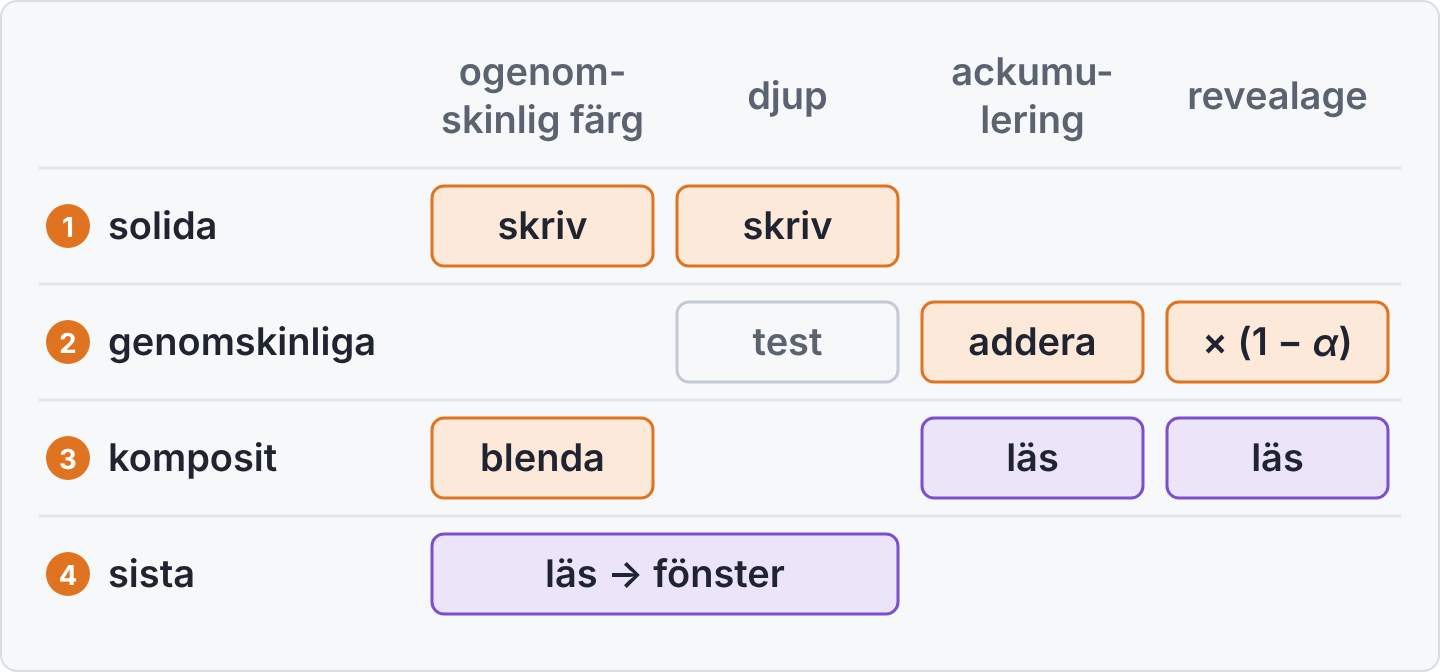 ogenom-
skinlig färg
djup
ackumu-
lering
revealage
1 solida
skriv
skriv
2 genomskinliga
test
addera
× (1 − α)
3 komposit
blenda
läs
läs
4 sista
läs → fönster